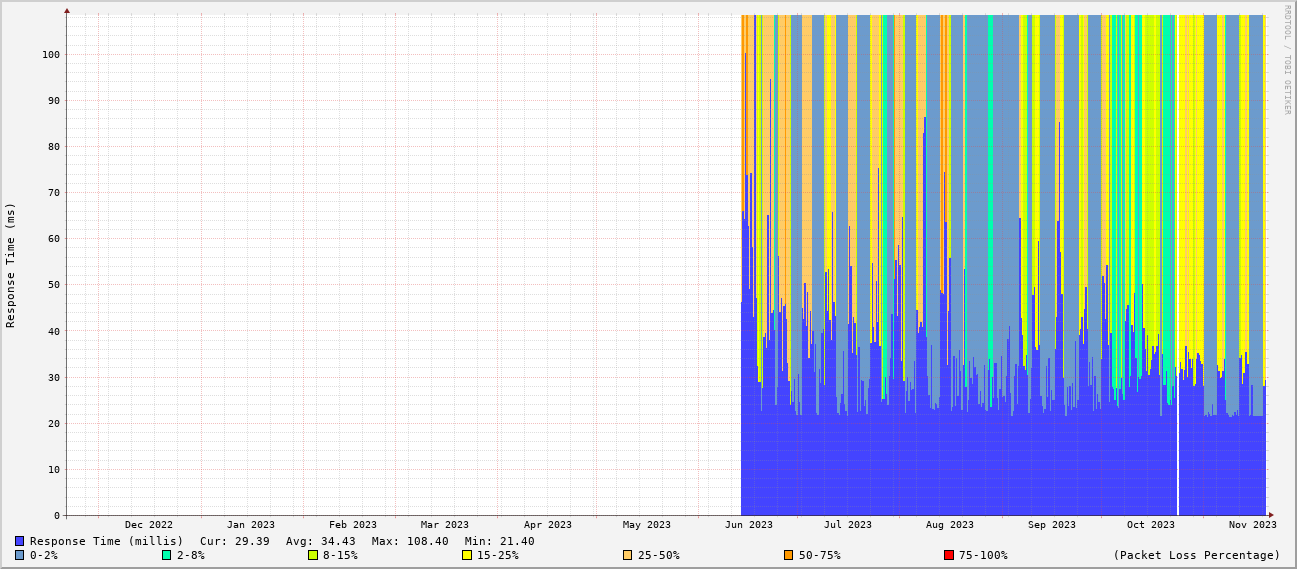 RRDTOOL / TOBI OETIKER
Response Time (ms)
100
90
80
70
60
50
40
30
20
10
0
Dec 2022 Jan 2023 Feb 2023 Mar 2023 Apr 2023 May 2023 Jun 2023 Jul 2023 Aug 2023 Sep 2023 Oct 2023 Nov 2023
Response Time (millis) Cur: 29.39 Avg: 34.43 Max: 108.40 Min: 21.40
0-2% 2-8% 8-15% 15-25% 25-50% 50-75% 75-100% (Packet Loss Percentage)